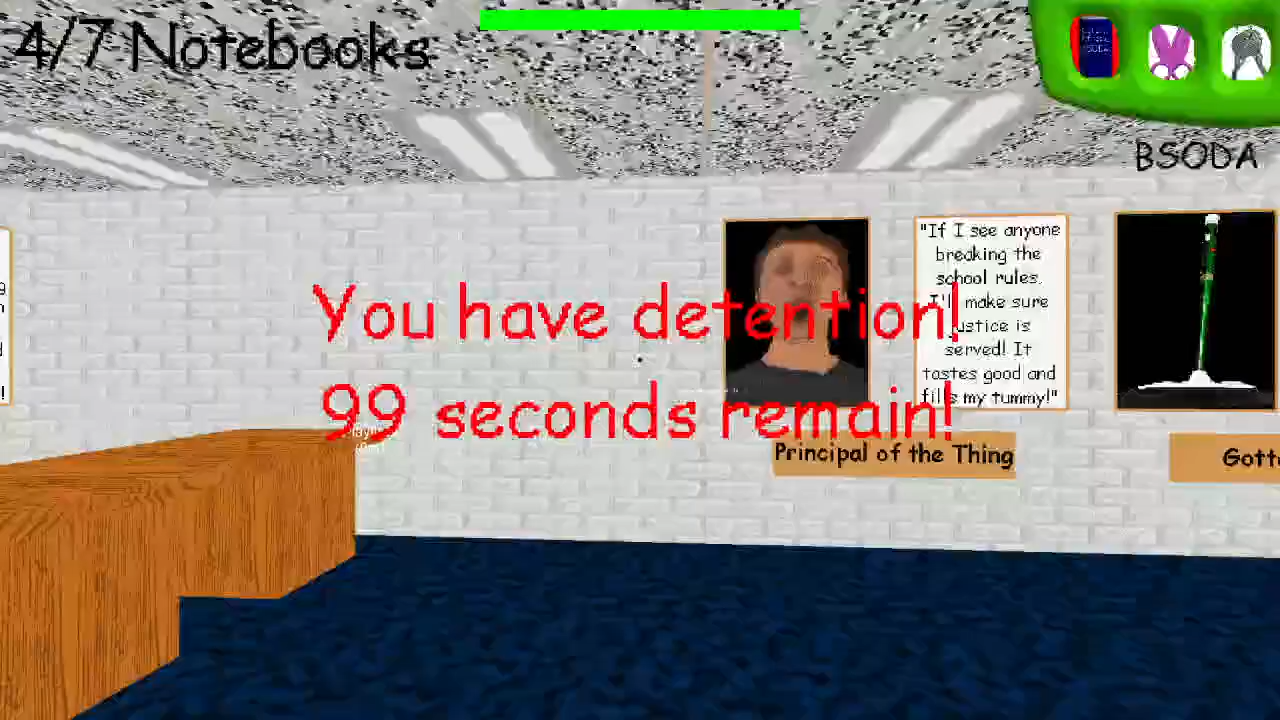 4/7 Notebooks
BSODA
"If I see anyone
breaking the
school rules,
I'll make sure
justice is
served! It
tastes good and
fills my tummy!"
You have detention!
99 seconds remain!
Principal of the Thing